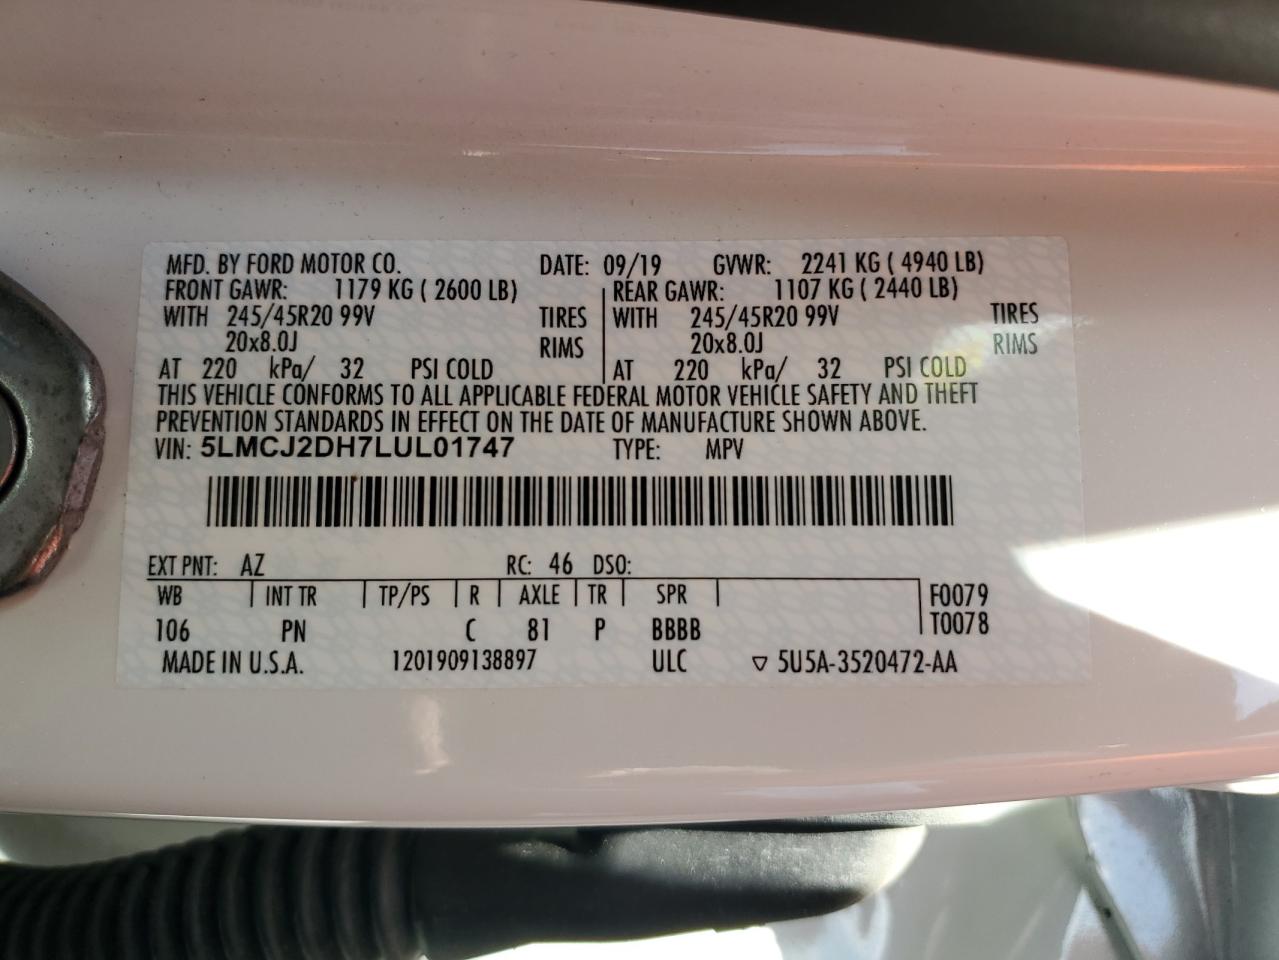 MFD. BY FORD MOTOR CO. DATE: 09/19 GVWR: 2241 KG ( 4940 LB)
FRONT GAWR: 1179 KG ( 2600 LB) REAR GAWR: 1107 KG ( 2440 LB)
WITH 245/45R20 99V TIRES WITH 245/45R20 99V TIRES
20x8.0J RIMS 20x8.0J RIMS
AT 220 kPa/ 32 PSI COLD AT 220 kPa/ 32 PSI COLD
THIS VEHICLE CONFORMS TO ALL APPLICABLE FEDERAL MOTOR VEHICLE SAFETY AND THEFT
PREVENTION STANDARDS IN EFFECT ON THE DATE OF MANUFACTURE SHOWN ABOVE.
VIN: 5LMCJ2DH7LUL01747 TYPE: MPV
EXT PNT: AZ RC: 46 DSO:
WB INT TR TP/PS R AXLE TR SPR F0079
106 PN C 81 P BBBB T0078
MADE IN U.S.A. 1201909138897 ULC ▽ 5U5A-3520472-AA